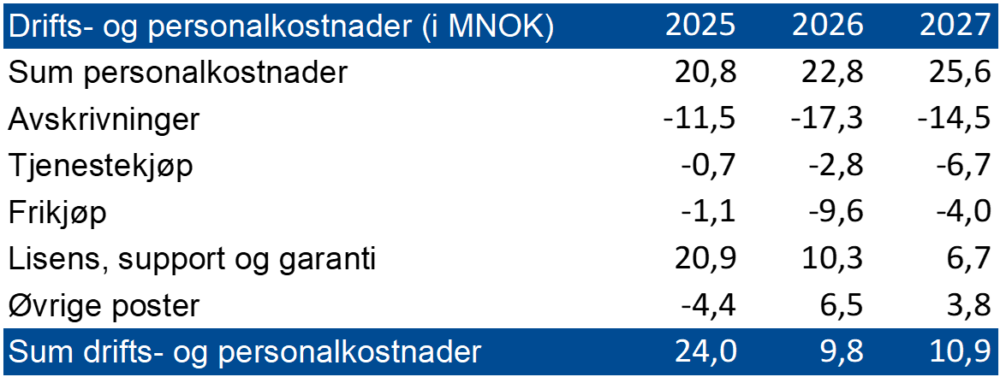 Drifts- og personalkostnader (i MNOK) 2025 2026 2027
Sum personalkostnader 20,8 22,8 25,6
Avskrivninger -11,5 -17,3 -14,5
Tjenestekjøp -0,7 -2,8 -6,7
Frikjøp -1,1 -9,6 -4,0
Lisens, support og garanti 20,9 10,3 6,7
Øvrige poster -4,4 6,5 3,8
Sum drifts- og personalkostnader 24,0 9,8 10,9